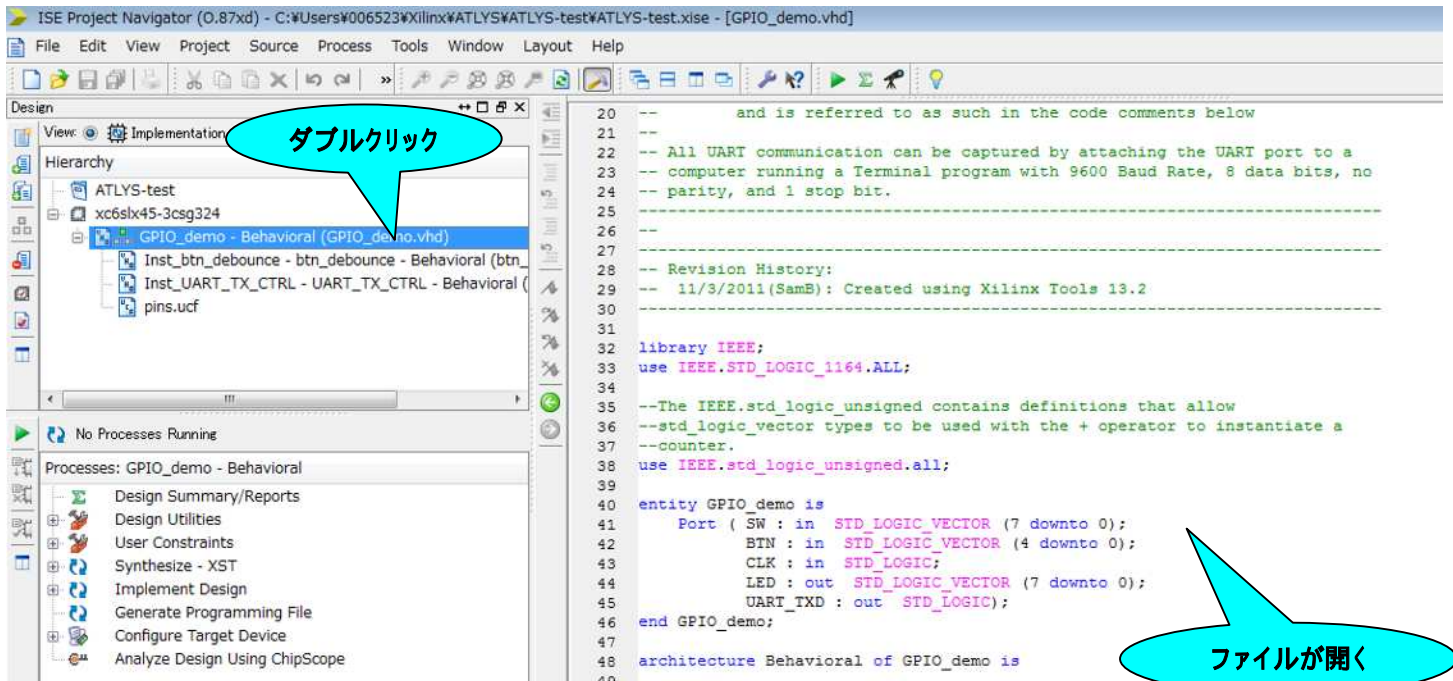 ISE Project Navigator (O.87xd) - C:¥Users¥006523¥Xilinx¥ATLYS¥ATLYS-test¥ATLYS-test.xise - [GPIO_demo.vhd]
File Edit View Project Source Process Tools Window Layout Help
Design
View: Implementation
ダブルクリック
Hierarchy
ATLYS-test
xc6slx45-3csg324
GPIO_demo - Behavioral (GPIO_demo.vhd)
Inst_btn_debounce - btn_debounce - Behavioral (btn_
Inst_UART_TX_CTRL - UART_TX_CTRL - Behavioral (
pins.ucf
No Processes Running
Processes: GPIO_demo - Behavioral
Design Summary/Reports
Design Utilities
User Constraints
Synthesize - XST
Implement Design
Generate Programming File
Configure Target Device
Analyze Design Using ChipScope
20 -- and is referred to as such in the code comments below
21 --
22 -- All UART communication can be captured by attaching the UART port to a
23 -- computer running a Terminal program with 9600 Baud Rate, 8 data bits, no
24 -- parity, and 1 stop bit.
25 ----------------------------------------------------------------------------
26 --
27 ----------------------------------------------------------------------------
28 -- Revision History:
29 -- 11/3/2011(SamB): Created using Xilinx Tools 13.2
30 ----------------------------------------------------------------------------
31
32 library IEEE;
33 use IEEE.STD_LOGIC_1164.ALL;
34
35 --The IEEE.std_logic_unsigned contains definitions that allow
36 --std_logic_vector types to be used with the + operator to instantiate a
37 --counter.
38 use IEEE.std_logic_unsigned.all;
39
40 entity GPIO_demo is
41 Port ( SW : in STD_LOGIC_VECTOR (7 downto 0);
42 BTN : in STD_LOGIC_VECTOR (4 downto 0);
43 CLK : in STD_LOGIC;
44 LED : out STD_LOGIC_VECTOR (7 downto 0);
45 UART_TXD : out STD_LOGIC);
46 end GPIO_demo;
47
48 architecture Behavioral of GPIO_demo is
49
ファイルが開く